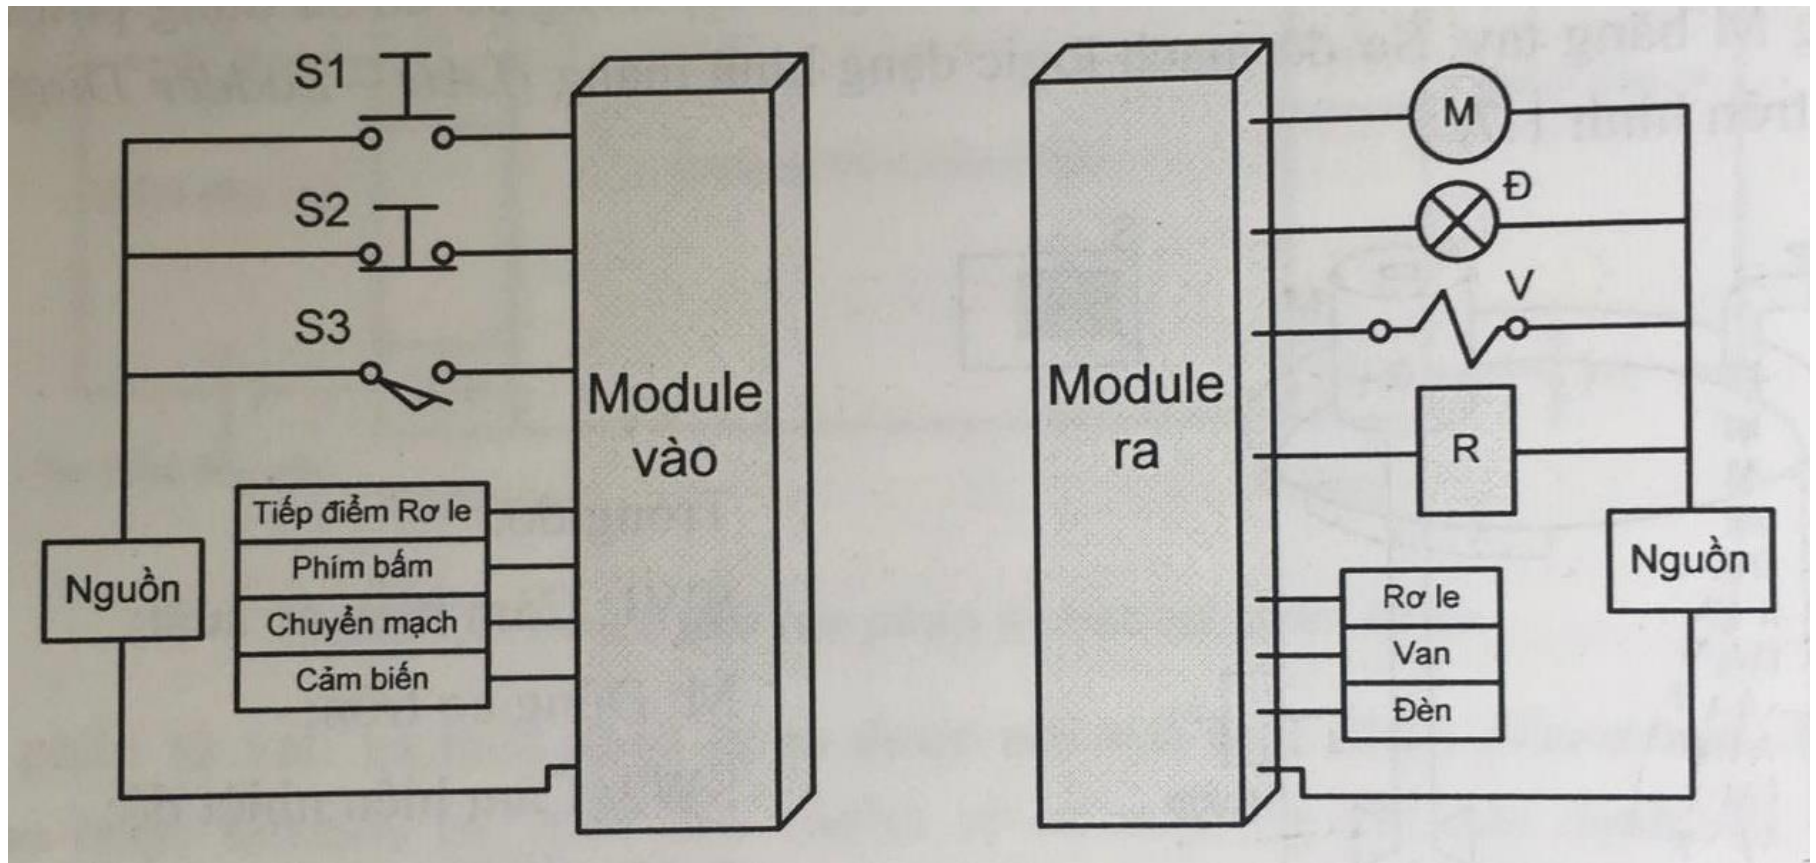 S1
S2
S3
Module
vào
Tiếp điểm Rơ le
Phím bấm
Chuyển mạch
Cảm biến
Nguồn
Module
ra
M
Đ
V
R
Rơ le
Van
Đèn
Nguồn